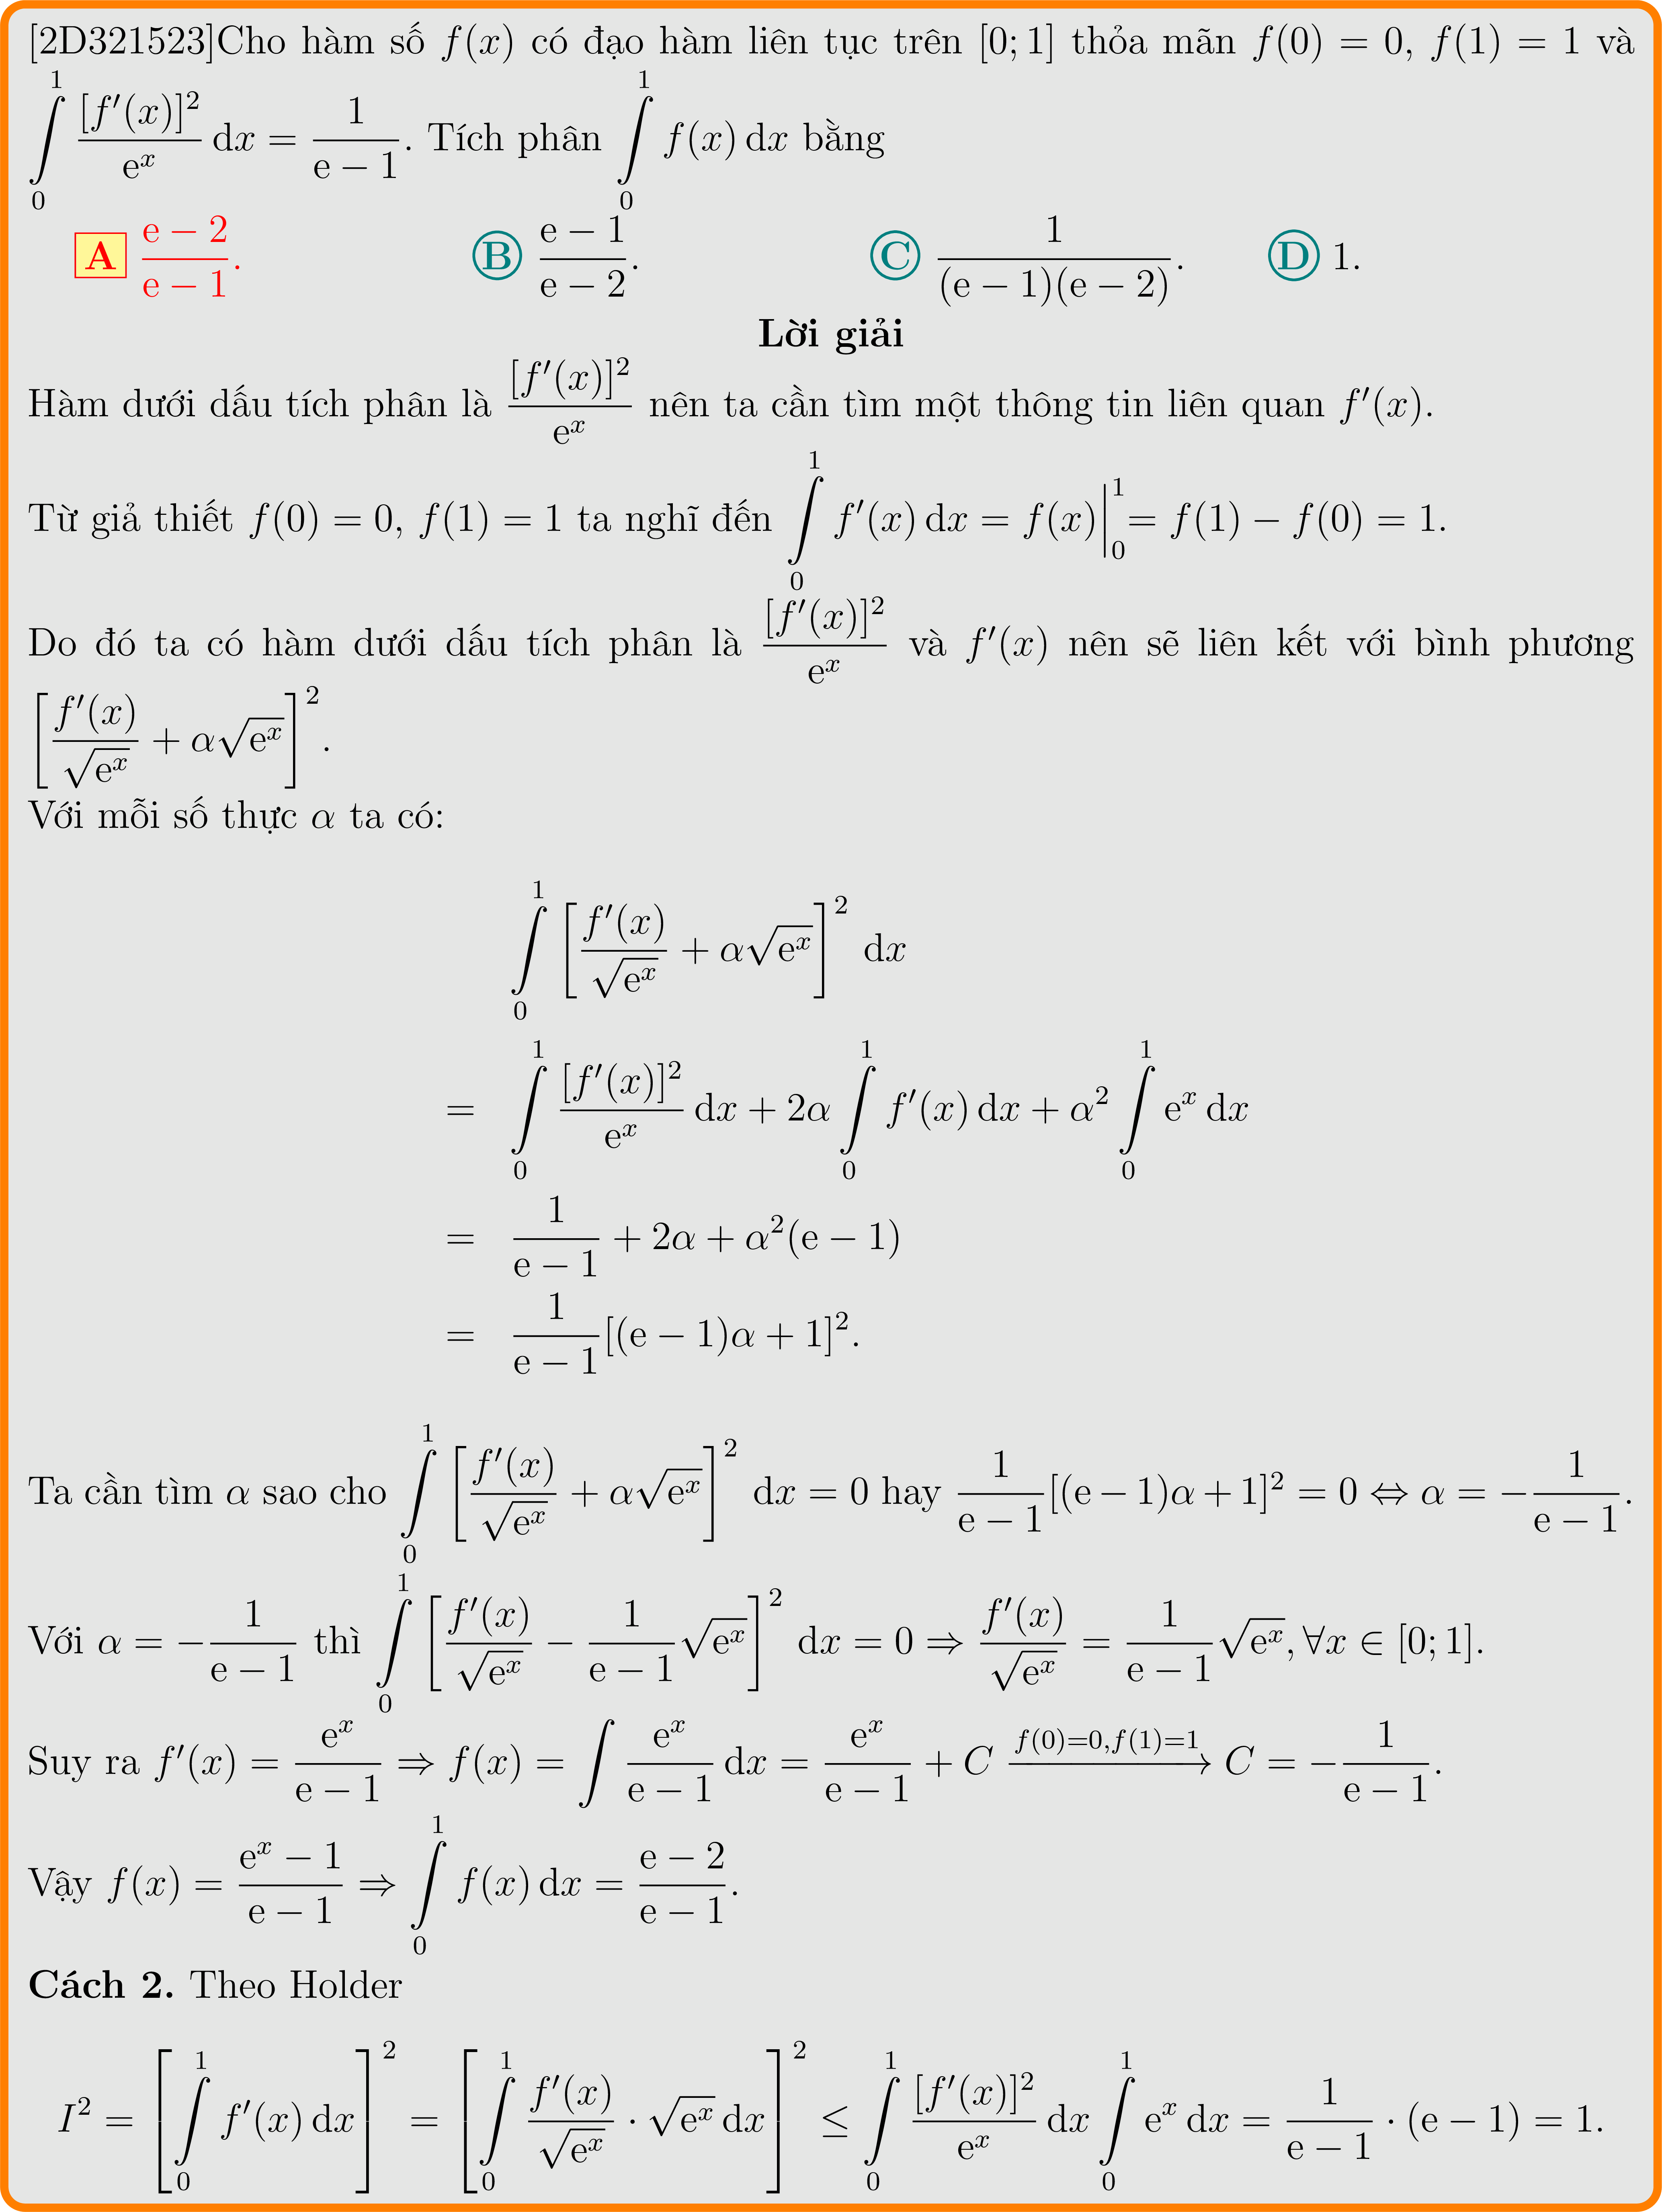 [2D321523]Cho hàm số $f(x)$ có đạo hàm liên tục trên $[0;1]$ thỏa mãn $f(0) = 0$, $f(1) = 1$ và
$\int\limits_0^1 \frac{[f'(x)]^2}{\mathrm{e}^x}\,\mathrm{d}x = \frac{1}{\mathrm{e}-1}$. Tích phân $\int\limits_0^1 f(x)\,\mathrm{d}x$ bằng
A $\frac{\mathrm{e}-2}{\mathrm{e}-1}$. B $\frac{\mathrm{e}-1}{\mathrm{e}-2}$. C $\frac{1}{(\mathrm{e}-1)(\mathrm{e}-2)}$. D 1.
Lời giải
Hàm dưới dấu tích phân là $\frac{[f'(x)]^2}{\mathrm{e}^x}$ nên ta cần tìm một thông tin liên quan $f'(x)$.
Từ giả thiết $f(0) = 0$, $f(1) = 1$ ta nghĩ đến $\int\limits_0^1 f'(x)\,\mathrm{d}x = f(x)\Big|_0^1 = f(1) - f(0) = 1$.
Do đó ta có hàm dưới dấu tích phân là $\frac{[f'(x)]^2}{\mathrm{e}^x}$ và $f'(x)$ nên sẽ liên kết với bình phương
$\left[\frac{f'(x)}{\sqrt{\mathrm{e}^x}} + \alpha\sqrt{\mathrm{e}^x}\right]^2$.
Với mỗi số thực $\alpha$ ta có:
$\int\limits_0^1 \left[\frac{f'(x)}{\sqrt{\mathrm{e}^x}} + \alpha\sqrt{\mathrm{e}^x}\right]^2 \mathrm{d}x$
$= \int\limits_0^1 \frac{[f'(x)]^2}{\mathrm{e}^x}\,\mathrm{d}x + 2\alpha\int\limits_0^1 f'(x)\,\mathrm{d}x + \alpha^2\int\limits_0^1 \mathrm{e}^x\,\mathrm{d}x$
$= \frac{1}{\mathrm{e}-1} + 2\alpha + \alpha^2(\mathrm{e}-1)$
$= \frac{1}{\mathrm{e}-1}[(\mathrm{e}-1)\alpha + 1]^2$.
Ta cần tìm $\alpha$ sao cho $\int\limits_0^1 \left[\frac{f'(x)}{\sqrt{\mathrm{e}^x}} + \alpha\sqrt{\mathrm{e}^x}\right]^2 \mathrm{d}x = 0$ hay $\frac{1}{\mathrm{e}-1}[(\mathrm{e}-1)\alpha + 1]^2 = 0 \Leftrightarrow \alpha = -\frac{1}{\mathrm{e}-1}$.
Với $\alpha = -\frac{1}{\mathrm{e}-1}$ thì $\int\limits_0^1 \left[\frac{f'(x)}{\sqrt{\mathrm{e}^x}} - \frac{1}{\mathrm{e}-1}\sqrt{\mathrm{e}^x}\right]^2 \mathrm{d}x = 0 \Rightarrow \frac{f'(x)}{\sqrt{\mathrm{e}^x}} = \frac{1}{\mathrm{e}-1}\sqrt{\mathrm{e}^x}, \forall x \in [0;1]$.
Suy ra $f'(x) = \frac{\mathrm{e}^x}{\mathrm{e}-1} \Rightarrow f(x) = \int \frac{\mathrm{e}^x}{\mathrm{e}-1}\,\mathrm{d}x = \frac{\mathrm{e}^x}{\mathrm{e}-1} + C \xrightarrow{f(0)=0, f(1)=1} C = -\frac{1}{\mathrm{e}-1}$.
Vậy $f(x) = \frac{\mathrm{e}^x - 1}{\mathrm{e}-1} \Rightarrow \int\limits_0^1 f(x)\,\mathrm{d}x = \frac{\mathrm{e}-2}{\mathrm{e}-1}$.
Cách 2. Theo Holder
$I^2 = \left[\int\limits_0^1 f'(x)\,\mathrm{d}x\right]^2 = \left[\int\limits_0^1 \frac{f'(x)}{\sqrt{\mathrm{e}^x}} \cdot \sqrt{\mathrm{e}^x}\,\mathrm{d}x\right]^2 \leq \int\limits_0^1 \frac{[f'(x)]^2}{\mathrm{e}^x}\,\mathrm{d}x \int\limits_0^1 \mathrm{e}^x\,\mathrm{d}x = \frac{1}{\mathrm{e}-1} \cdot (\mathrm{e}-1) = 1$.